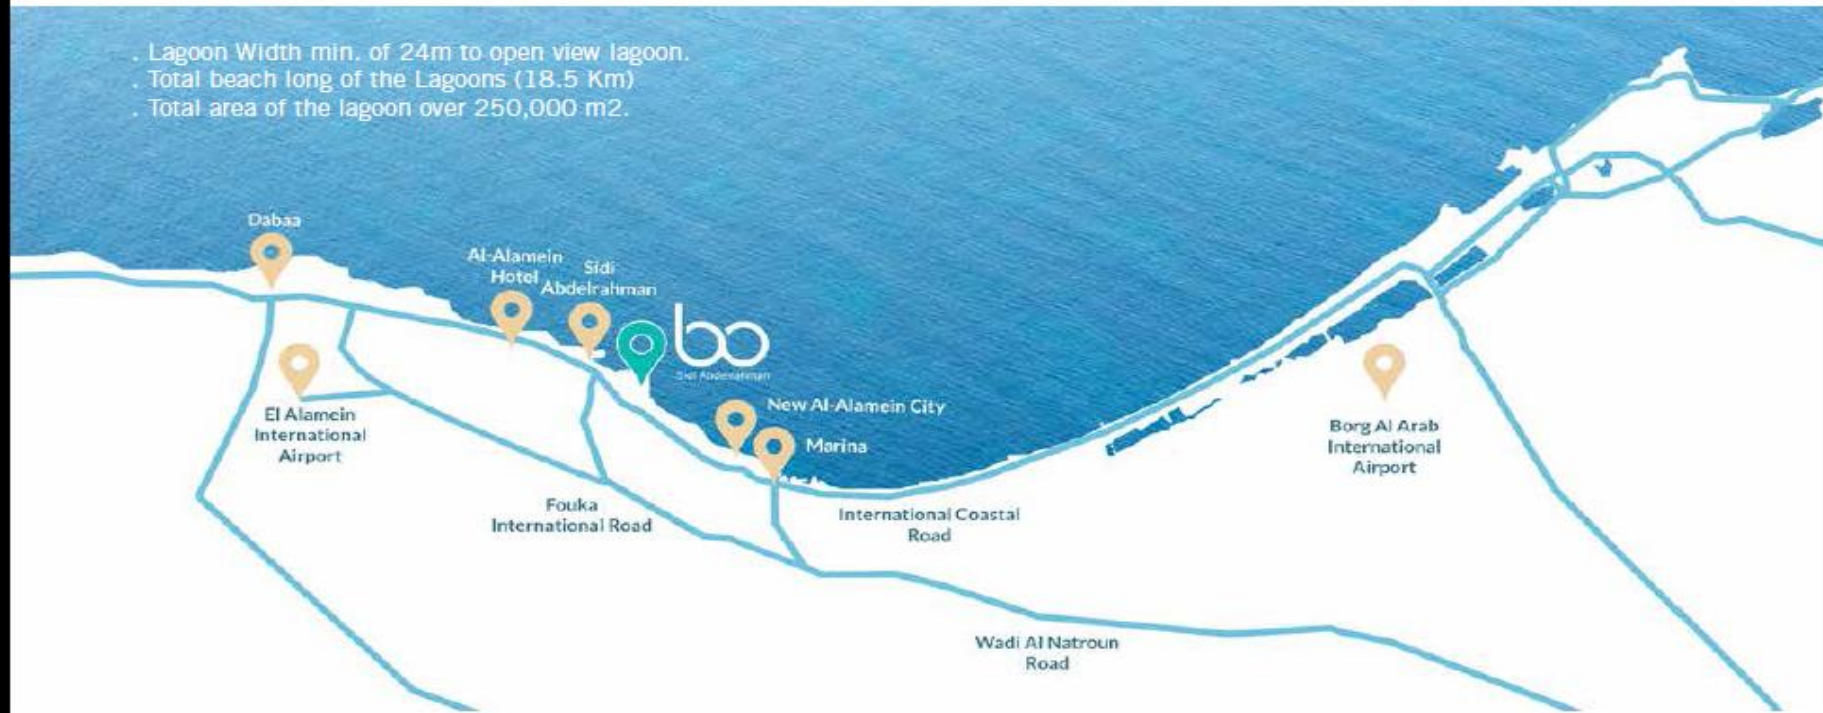 . Lagoon Width min. of 24m to open view lagoon.
. Total beach long of the Lagoons (18.5 Km)
. Total area of the lagoon over 250,000 m2.
Dabaa
Al-Alamein
Hotel
Sidi
Abdelrahman
bo
Sidi Abdelrahman
New Al-Alamein City
Marina
El Alamein
International
Airport
Borg Al Arab
International
Airport
Fouka
International Road
International Coastal
Road
Wadi Al Natroun
Road